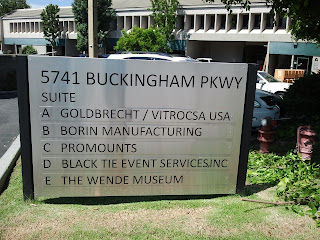 5741 BUCKINGHAM PKWY
SUITE
A GOLDBRECHT / VITROCSA USA
B BORIN MANUFACTURING
C PROMOUNTS
D BLACK TIE EVENT SERVICES,INC
E THE WENDE MUSEUM